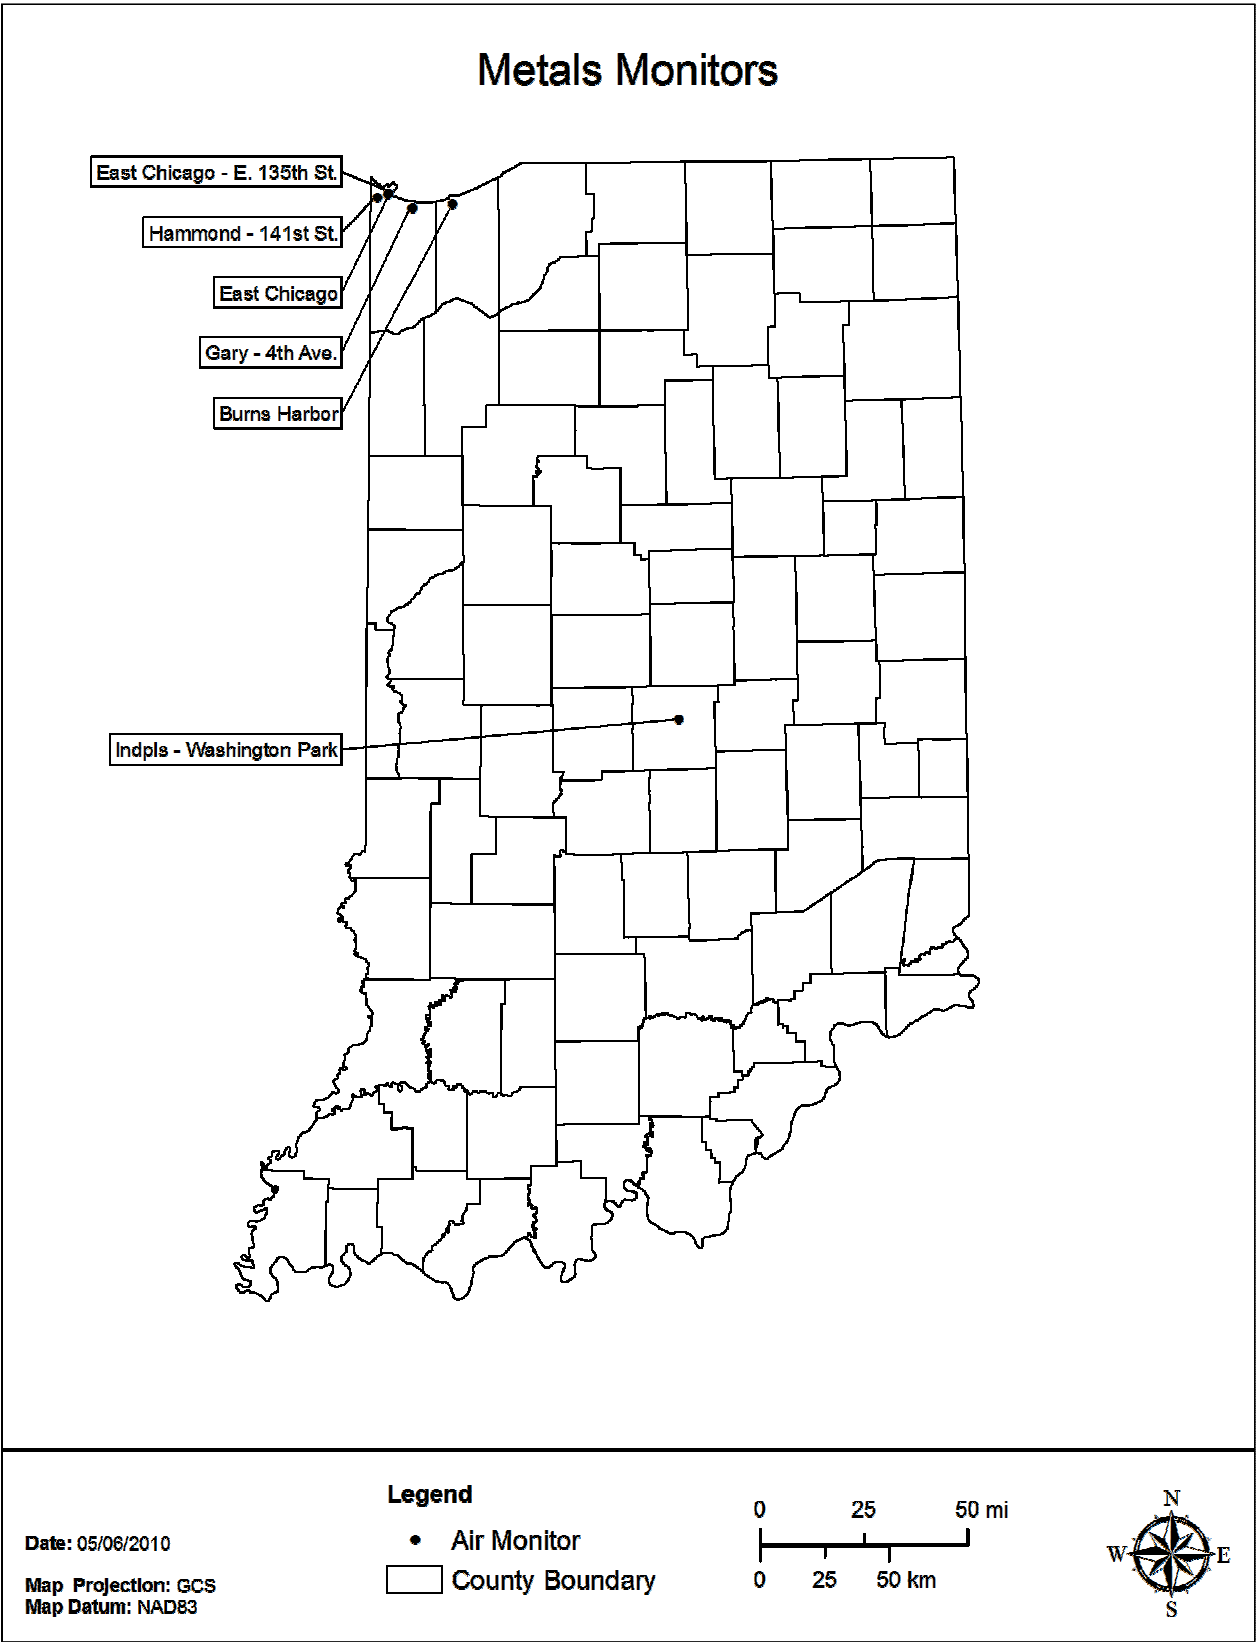 Metals Monitors
East Chicago - E. 135th St.
Hammond - 141st St.
East Chicago
Gary - 4th Ave.
Burns Harbor
Indpls - Washington Park
Legend
Air Monitor
County Boundary
Date: 05/06/2010
Map Projection: GCS
Map Datum: NAD83
0 25 50 mi
0 25 50 km
N
W E
S